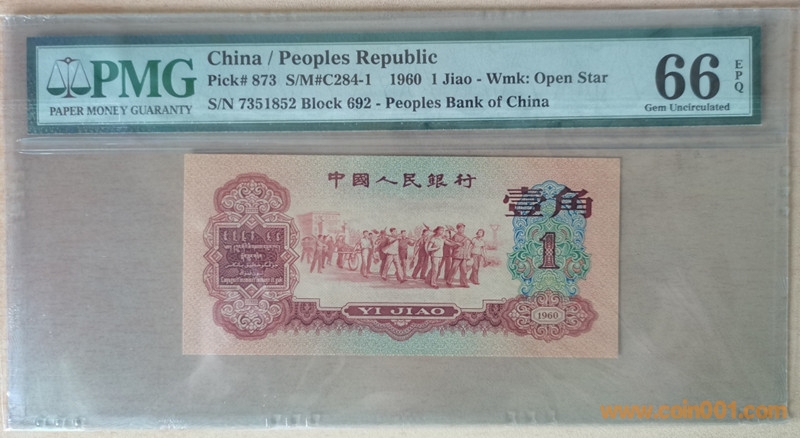 PMG
PAPER MONEY GUARANTY
China / Peoples Republic
Pick# 873 S/M#C284-1 1960 1 Jiao - Wmk: Open Star
S/N 7351852 Block 692 - Peoples Bank of China
66
EPQ
Gem Uncirculated
中國人民銀行
壹角
1
YI JIAO
1960
www.coin001.com